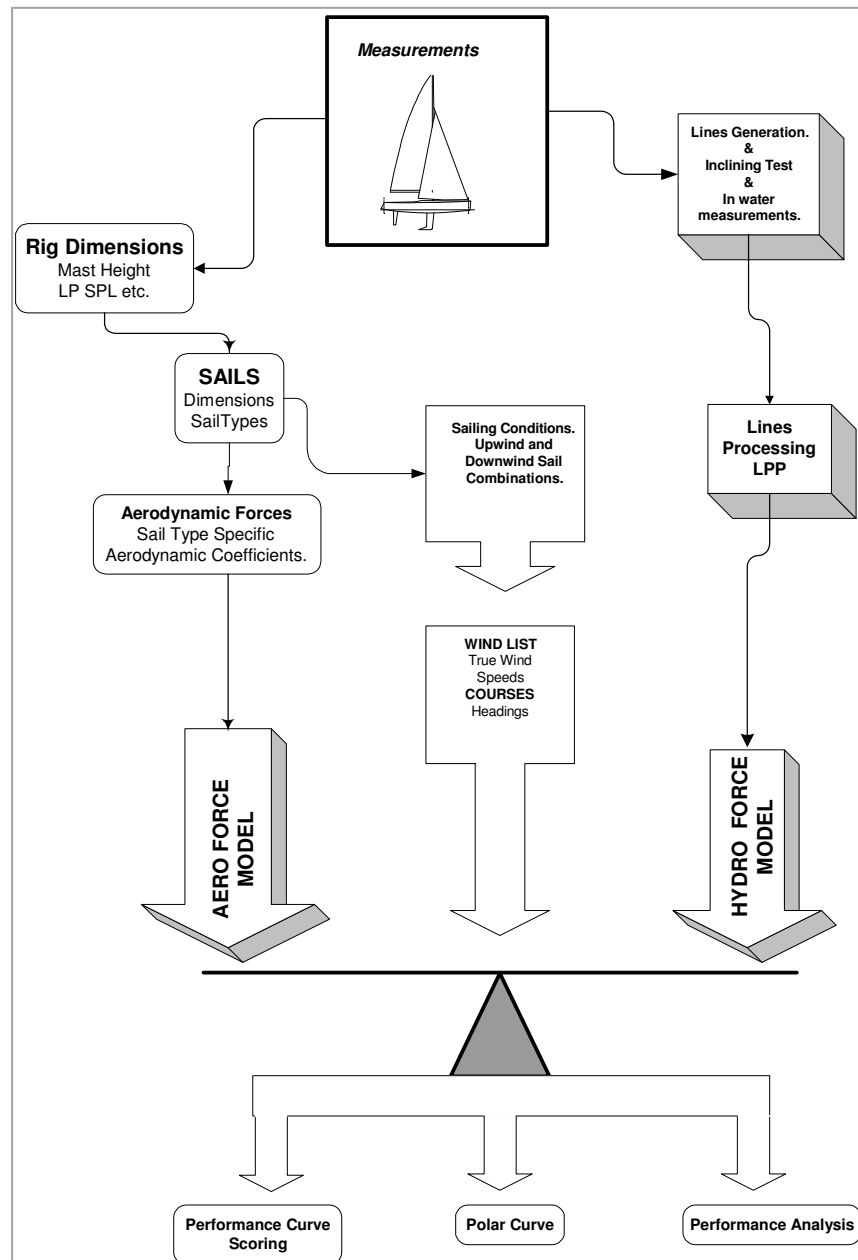 Measurements
Lines Generation.
&
Inclining Test
&
In water
measurements.
Rig Dimensions
Mast Height
LP SPL etc.
SAILS
Dimensions
SailTypes
Sailing Conditions.
Upwind and
Downwind Sail
Combinations.
Lines
Processing
LPP
Aerodynamic Forces
Sail Type Specific
Aerodynamic Coefficients.
WIND LIST
True Wind
Speeds
COURSES
Headings
AERO FORCE
MODEL
HYDRO FORCE
MODEL
Performance Curve
Scoring
Polar Curve
Performance Analysis